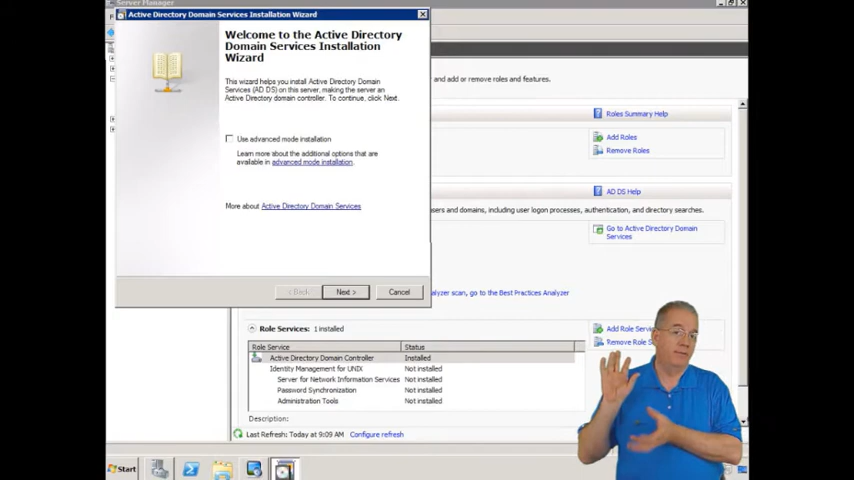 Server Manager
Active Directory Domain Services Installation Wizard
Welcome to the Active Directory
Domain Services Installation
Wizard
This wizard helps you install Active Directory Domain
Services (AD DS) on this server, making the server an
Active Directory domain controller. To continue, click Next.
Use advanced mode installation
Learn more about the additional options that are
available in advanced mode installation.
More about Active Directory Domain Services
< Back
Next >
Cancel
and add or remove roles and features.
Roles Summary Help
Add Roles
Remove Roles
AD DS Help
users and domains, including user logon processes, authentication, and directory searches.
Go to Active Directory Domain
Services
alyzer scan, go to the Best Practices Analyzer
Role Services: 1 installed
Add Role Servic
Remove Role S
Role Service Status
Active Directory Domain Controller Installed
Identity Management for UNIX Not installed
Server for Network Information Services Not installed
Password Synchronization Not installed
Administration Tools Not installed
Description:
Last Refresh: Today at 9:09 AM Configure refresh
Start